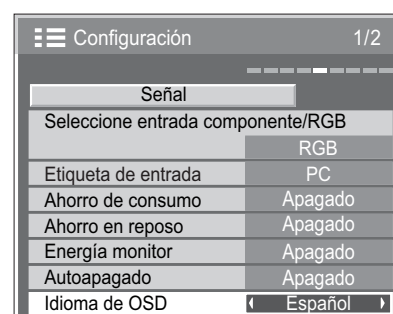 Configuración 1/2
Señal
Seleccione entrada componente/RGB
RGB
Etiqueta de entrada PC
Ahorro de consumo Apagado
Ahorro en reposo Apagado
Energía monitor Apagado
Autoapagado Apagado
Idioma de OSD Español